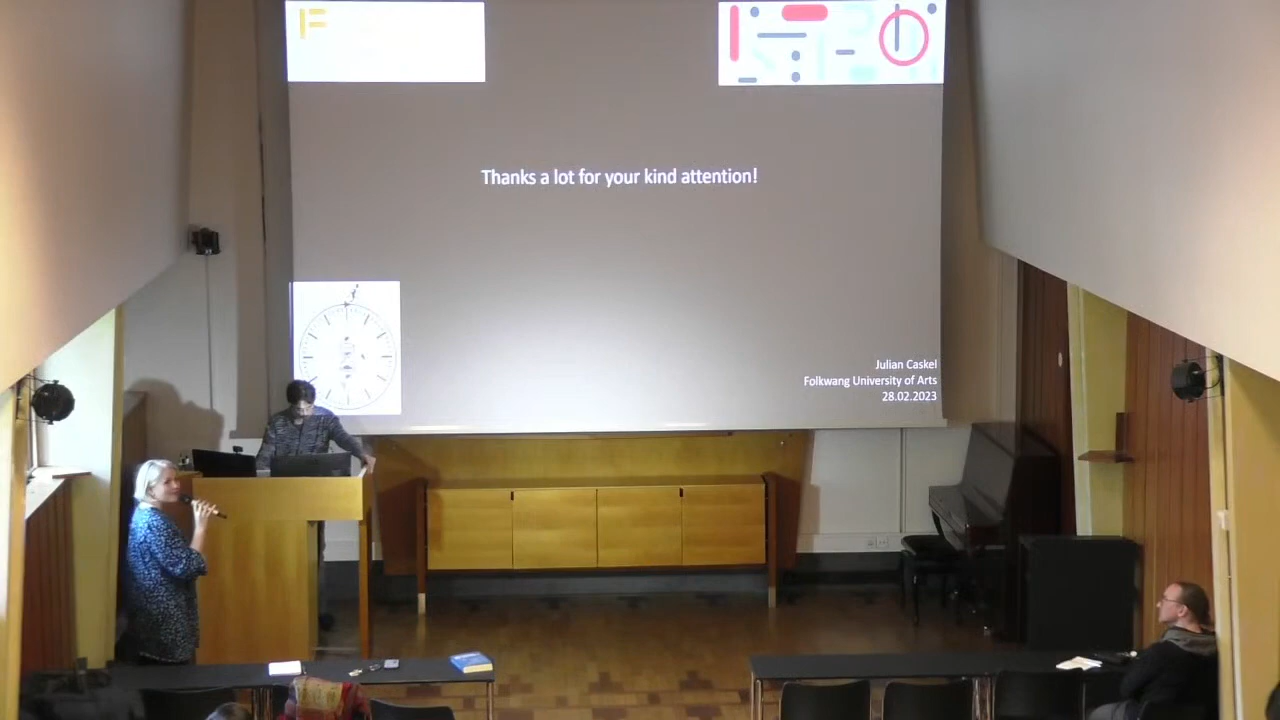 Thanks a lot for your kind attention!
Julian Caskel
Folkwang University of Arts
28.02.2023